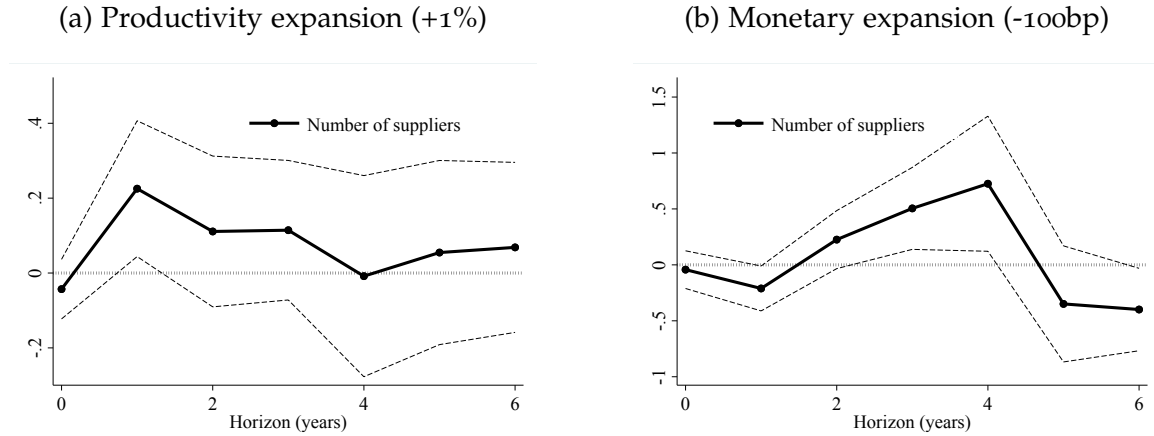 (a) Productivity expansion (+1%)
(b) Monetary expansion (-100bp)
.4
.2
0
-.2
Number of suppliers
0 2 4 6
Horizon (years)
1.5
1
.5
0
-.5
-1
Number of suppliers
0 2 4 6
Horizon (years)